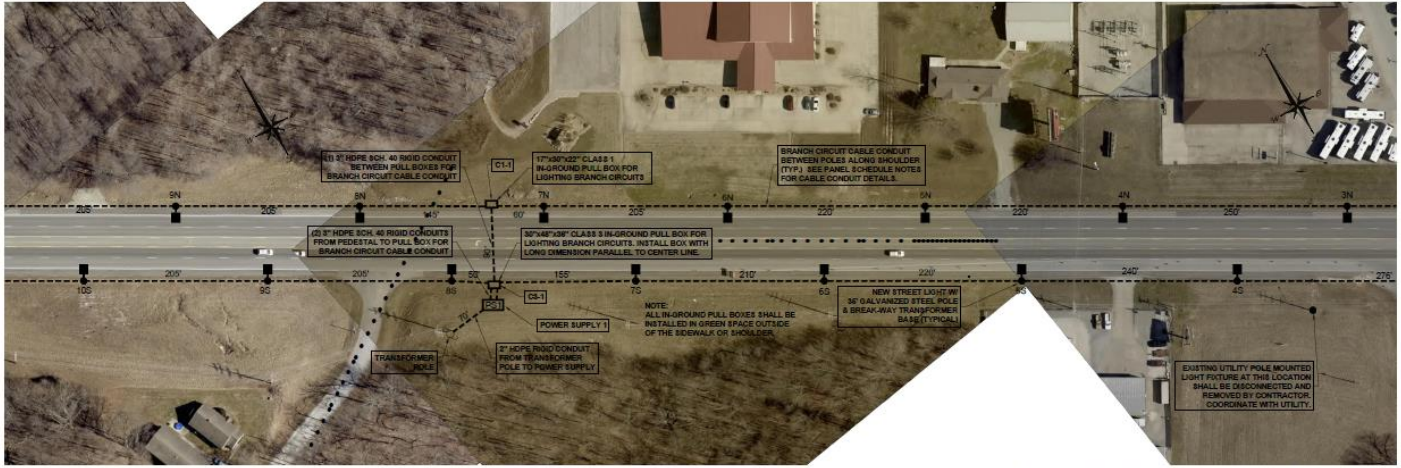 (1) 3" HDPE SCH. 40 RIGID CONDUIT
BETWEEN PULL BOXES FOR
BRANCH CIRCUIT CABLE CONDUIT
C1-1
17"x30"x22" CLASS 1
IN-GROUND PULL BOX FOR
LIGHTING BRANCH CIRCUITS
BRANCH CIRCUIT CABLE CONDUIT
BETWEEN POLES ALONG SHOULDER
(TYP.) SEE PANEL SCHEDULE NOTES
FOR CABLE CONDUIT DETAILS.
9N
8N
7N
6N
5N
4N
3N
205'
205'
145'
60'
205'
220'
220'
250'
(2) 3" HDPE SCH. 40 RIGID CONDUITS
FROM PEDESTAL TO PULL BOX FOR
BRANCH CIRCUIT CABLE CONDUIT
30"x48"x36" CLASS 3 IN-GROUND PULL BOX FOR
LIGHTING BRANCH CIRCUITS. INSTALL BOX WITH
LONG DIMENSION PARALLEL TO CENTER LINE.
205'
205'
50'
155'
210'
220'
240'
275'
10S
9S
8S
7S
6S
4S
C3-1
PS1
POWER SUPPLY 1
NOTE:
ALL IN-GROUND PULL BOXES SHALL BE
INSTALLED IN GREEN SPACE OUTSIDE
OF THE SIDEWALK OR SHOULDER.
NEW STREET LIGHT W/
GALVANIZED STEEL POLE
& BREAK-WAY TRANSFORMER
BASE (TYPICAL)
TRANSFORMER
POLE
2" HDPE RIGID CONDUIT
FROM TRANSFORMER
POLE TO POWER SUPPLY
EXISTING UTILITY POLE MOUNTED
LIGHT FIXTURE AT THIS LOCATION
SHALL BE DISCONNECTED AND
REMOVED BY CONTRACTOR.
COORDINATE WITH UTILITY.